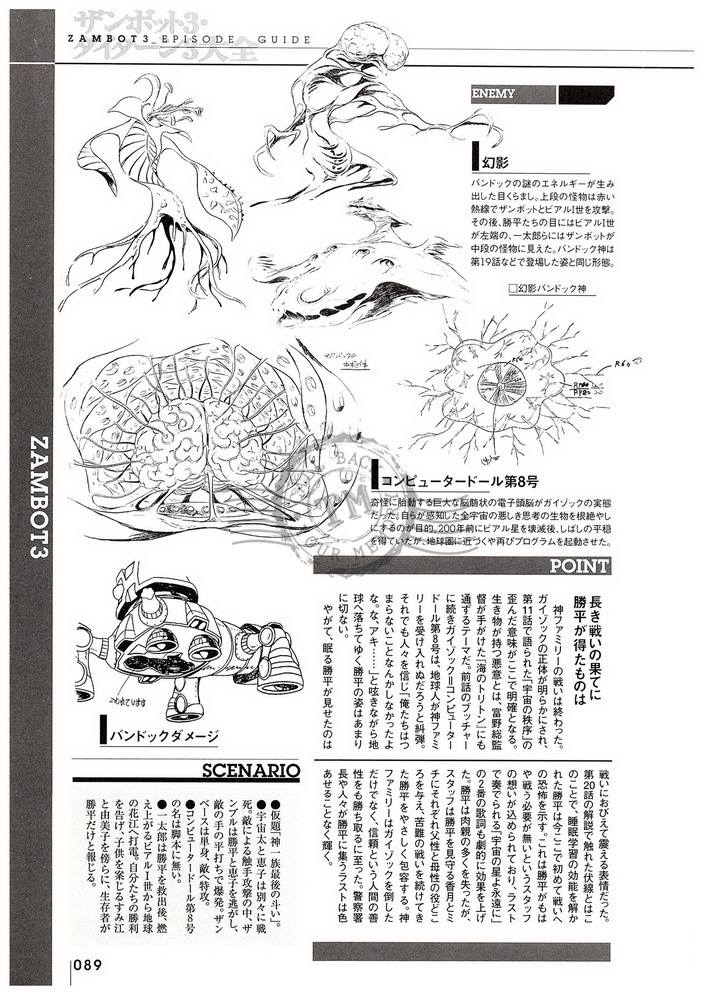 ザンボット3・
ダイターン3大全
ZAMBOT3_EPISODE_GUIDE
ENEMY
幻影
バンドックの謎のエネルギーが生み
出した目くらまし。上段の怪物は赤い
熱線でザンボットとビアルⅠ世を攻撃。
その後、勝平たちの目にはビアルⅠ世
が左端の、一太郎らにはザンボットが
中段の怪物に見えた。バンドック神は
第19話などで登場した姿と同じ形態。
□幻影バンドック神
R60
コンピュータードール第8号
奇怪に胎動する巨大な脳髄状の電子頭脳がガイゾックの実態
だった。自らが感知した全宇宙の悪しき思考の生物を根絶やし
にするのが目的。200年前にビアル星を壊滅後、しばしの平穏
を得ていたが、地球圏に近づくや再びプログラムを起動させた。
ZAMBOT3
BACK
TM
POINT
長き戦いの果てに
勝平が得たものは
神ファミリーの戦いは終わった。
ガイゾックの正体が明らかにされ、
第11話で語られた「宇宙の秩序」の
歪んだ意味がここで明確となる。
生き物が持つ悪意とは、富野総監
督が手がけた『海のトリトン』にも
通ずるテーマだ。前話のブッチャー
に続きガイゾック=コンピューター
ドール第8号は、地球人が神ファミ
リーを受け入れぬだろうと糾弾。
それでも人々を信じ「俺たちはつ
まらないことなんかしなかったよ
な。な、アキ……」と呟きながら地
球へ落ちてゆく勝平の姿はあまり
に切ない。
やがて、眠る勝平が見せたのは
戦いにおびえて震える表情だった。
第20話の解説で触れた伏線とはこ
のことで、睡眠学習の効能を解か
れた勝平は今ここで初めて戦いへ
の恐怖を示す。これは勝平がもは
や戦う必要が無いというスタッフ
の想いが込められており、ラスト
で奏でられる「宇宙の星よ永遠に」
の2番の歌詞も劇的に効果を上げ
た。勝平は肉親の多くを失ったが、
スタッフは勝平を見守る香月とミ
チにそれぞれ父性と母性の役どこ
ろを与え、苦難の戦いを続けてき
た勝平をやさしく包容する。神
ファミリーはガイゾックを倒した
だけでなく、信頼という人間の善
性をも勝ち取るに至った。警察署
長や人々が勝平に集うラストは色
あせることなく輝く。
バンドックダメージ
SCENARIO
●仮題「神一族最後の斗い」。
●宇宙太と恵子は別々に戦
死。敵による触手攻撃の中、ザ
ンブルは勝平と恵子を逃がし、
敵の手の平打ちで爆発。ザン
ベースは単身、敵へ特攻。
●コンピュータードール第8号
の名は脚本に無い。
●一太郎は勝平を救出後、燃
え上がるビアルⅠ世から地球
の花江へ打電。自分たちの勝利
を告げ、子供を案じるすみ江
と由美子を傍らに、生存者が
勝平だけと報じる。
089